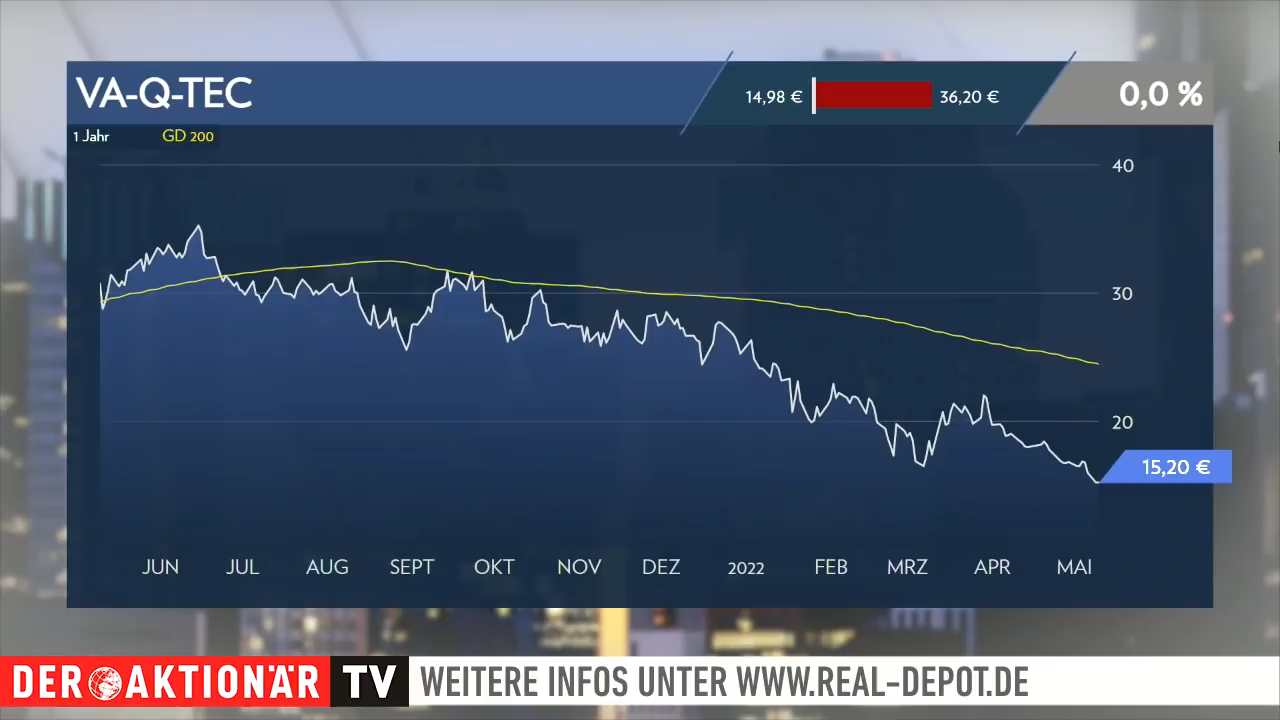 VA-Q-TEC
14,98 €
36,20 €
0,0 %
1 Jahr
GD 200
40
30
20
15,20 €
JUN JUL AUG SEPT OKT NOV DEZ 2022 FEB MRZ APR MAI
DER AKTIONÄR TV
WEITERE INFOS UNTER WWW.REAL-DEPOT.DE